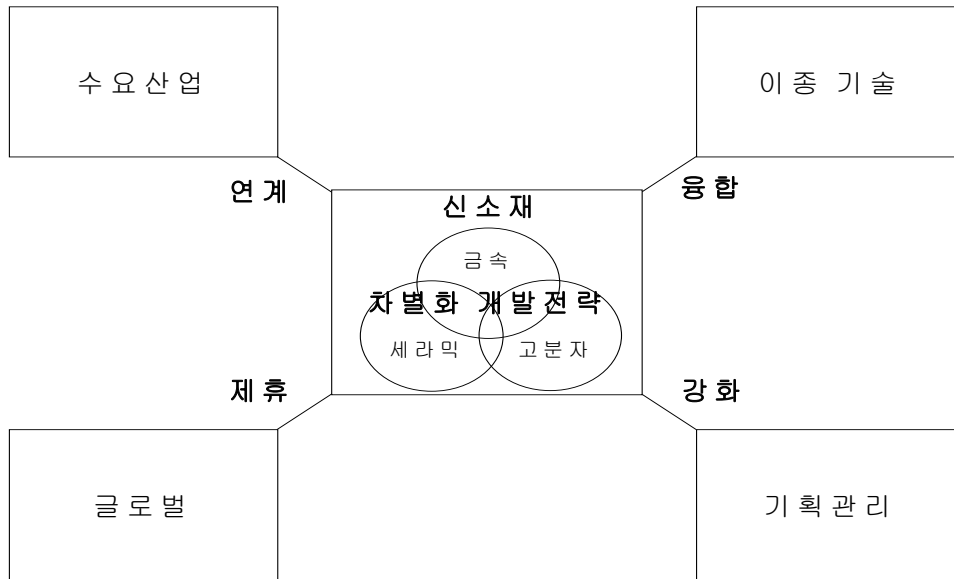 수요산업
이종 기술
연계
융합
신소재
금속
차별화 개발전략
세라믹
고분자
제휴
강화
글로벌
기획관리